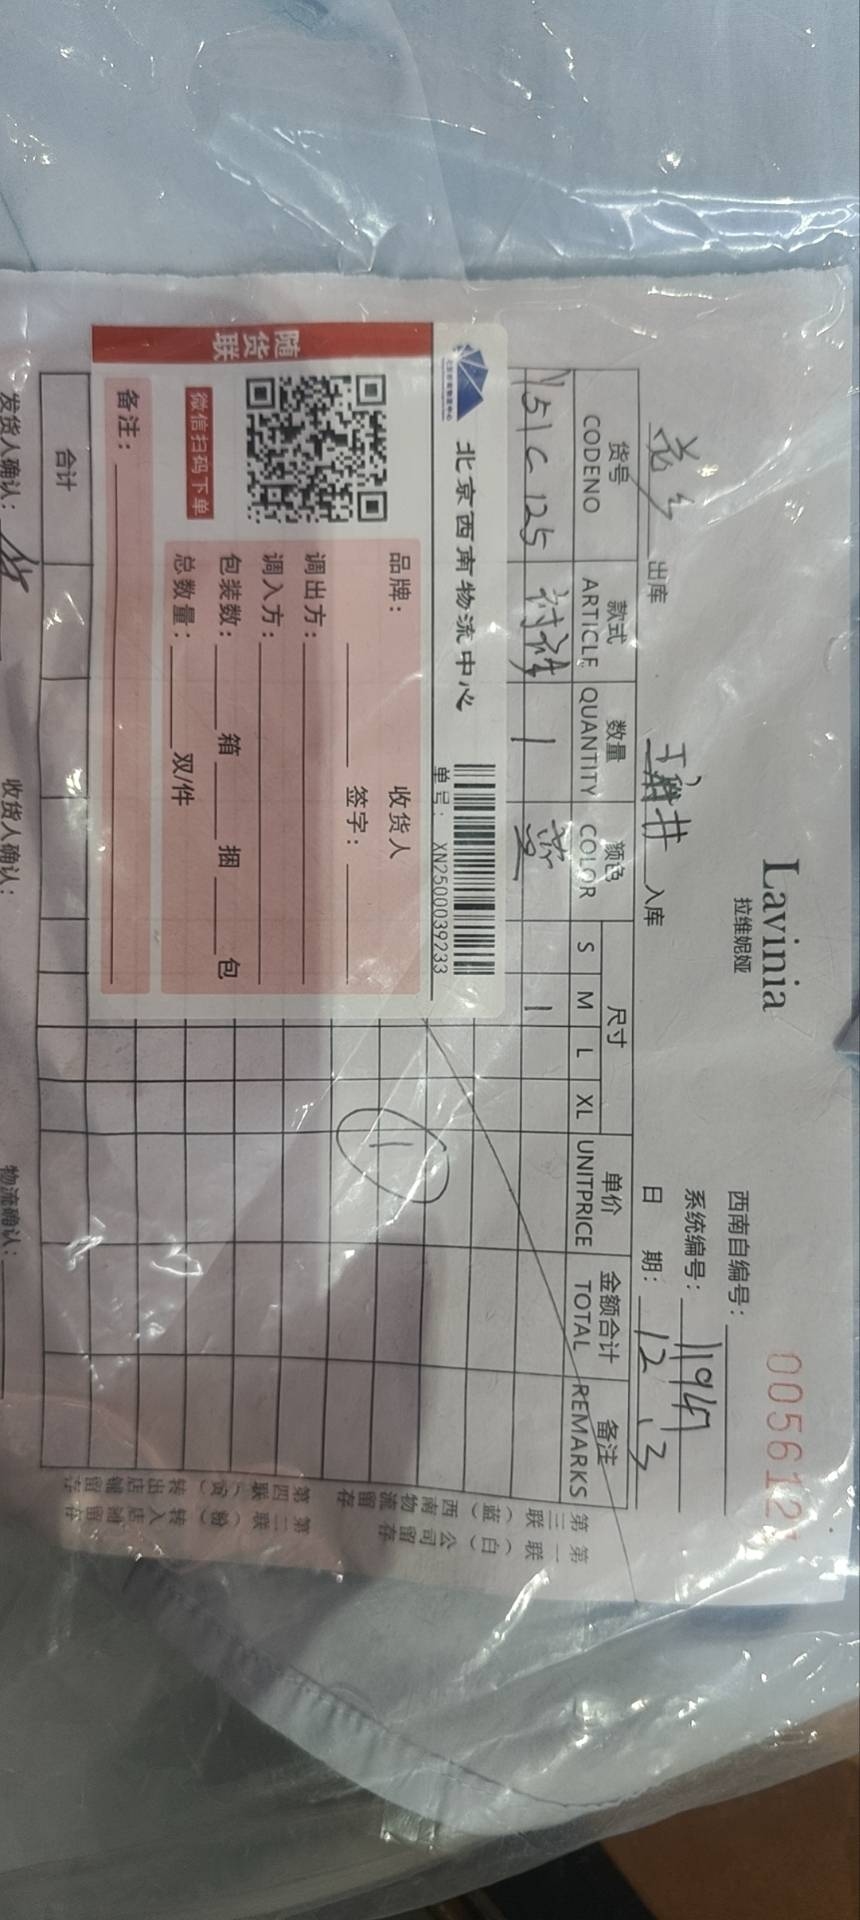 Lavinia
拉维妮娅
西南自编号：
系统编号：
出库 入库 日 期：12
货号 款式 数量 颜色 尺寸 单价 金额合计 备注
CODENO ARTICLE QUANTITY COLOR S M L XL UNITPRICE TOTAL REMARKS
151C125 衬裤 1 1
1
北京西南物流中心
单号：XN2500039233
品牌：
收货人
签字：
调出方：
调入方：
包装数： 箱 捆 包
总数量： 双/件
备注：
随货联
微信扫码下单
合计
发货人确认： 收货人确认： 物流确认：
第一联（白）公司留存
第二联（粉）转入店铺留存
第三联（蓝）西南物流留存
第四联（黄）转出店铺留存